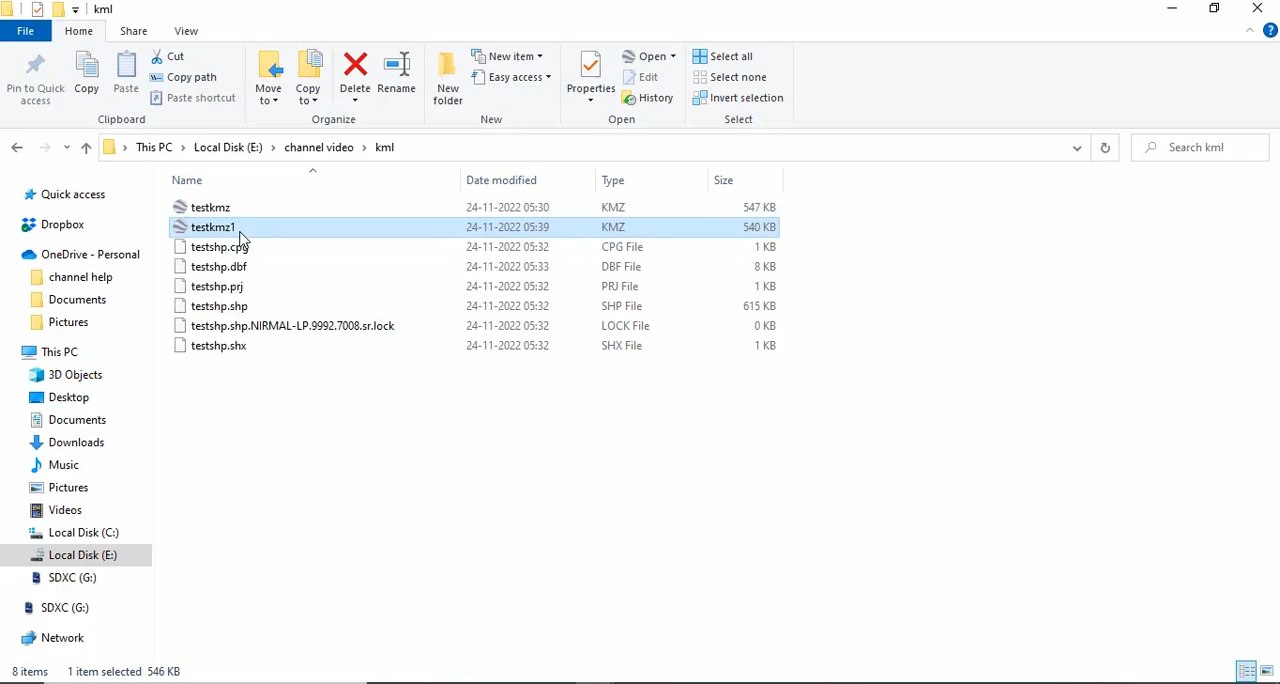 kml
File Home Share View
Pin to Quick access
Copy
Paste
Cut
Copy path
Paste shortcut
Clipboard
Move to
Copy to
Delete
Rename
Organize
New folder
New item
Easy access
New
Properties
Open
Edit
History
Open
Select all
Select none
Invert selection
Select
This PC Local Disk (E:) channel video kml
Search kml
Quick access
Dropbox
OneDrive - Personal
channel help
Documents
Pictures
This PC
3D Objects
Desktop
Documents
Downloads
Music
Pictures
Videos
Local Disk (C:)
Local Disk (E:)
SDXC (G:)
SDXC (G:)
Network
Name Date modified Type Size
testkmz 24-11-2022 05:30 KMZ 547 KB
testkmz1 24-11-2022 05:39 KMZ 540 KB
testshp.cpg 24-11-2022 05:32 CPG File 1 KB
testshp.dbf 24-11-2022 05:33 DBF File 8 KB
testshp.prj 24-11-2022 05:32 PRJ File 1 KB
testshp.shp 24-11-2022 05:32 SHP File 615 KB
testshp.shp.NIRMAL-LP.9992.7008.sr.lock 24-11-2022 05:32 LOCK File 0 KB
testshp.shx 24-11-2022 05:32 SHX File 1 KB
8 items 1 item selected 546 KB